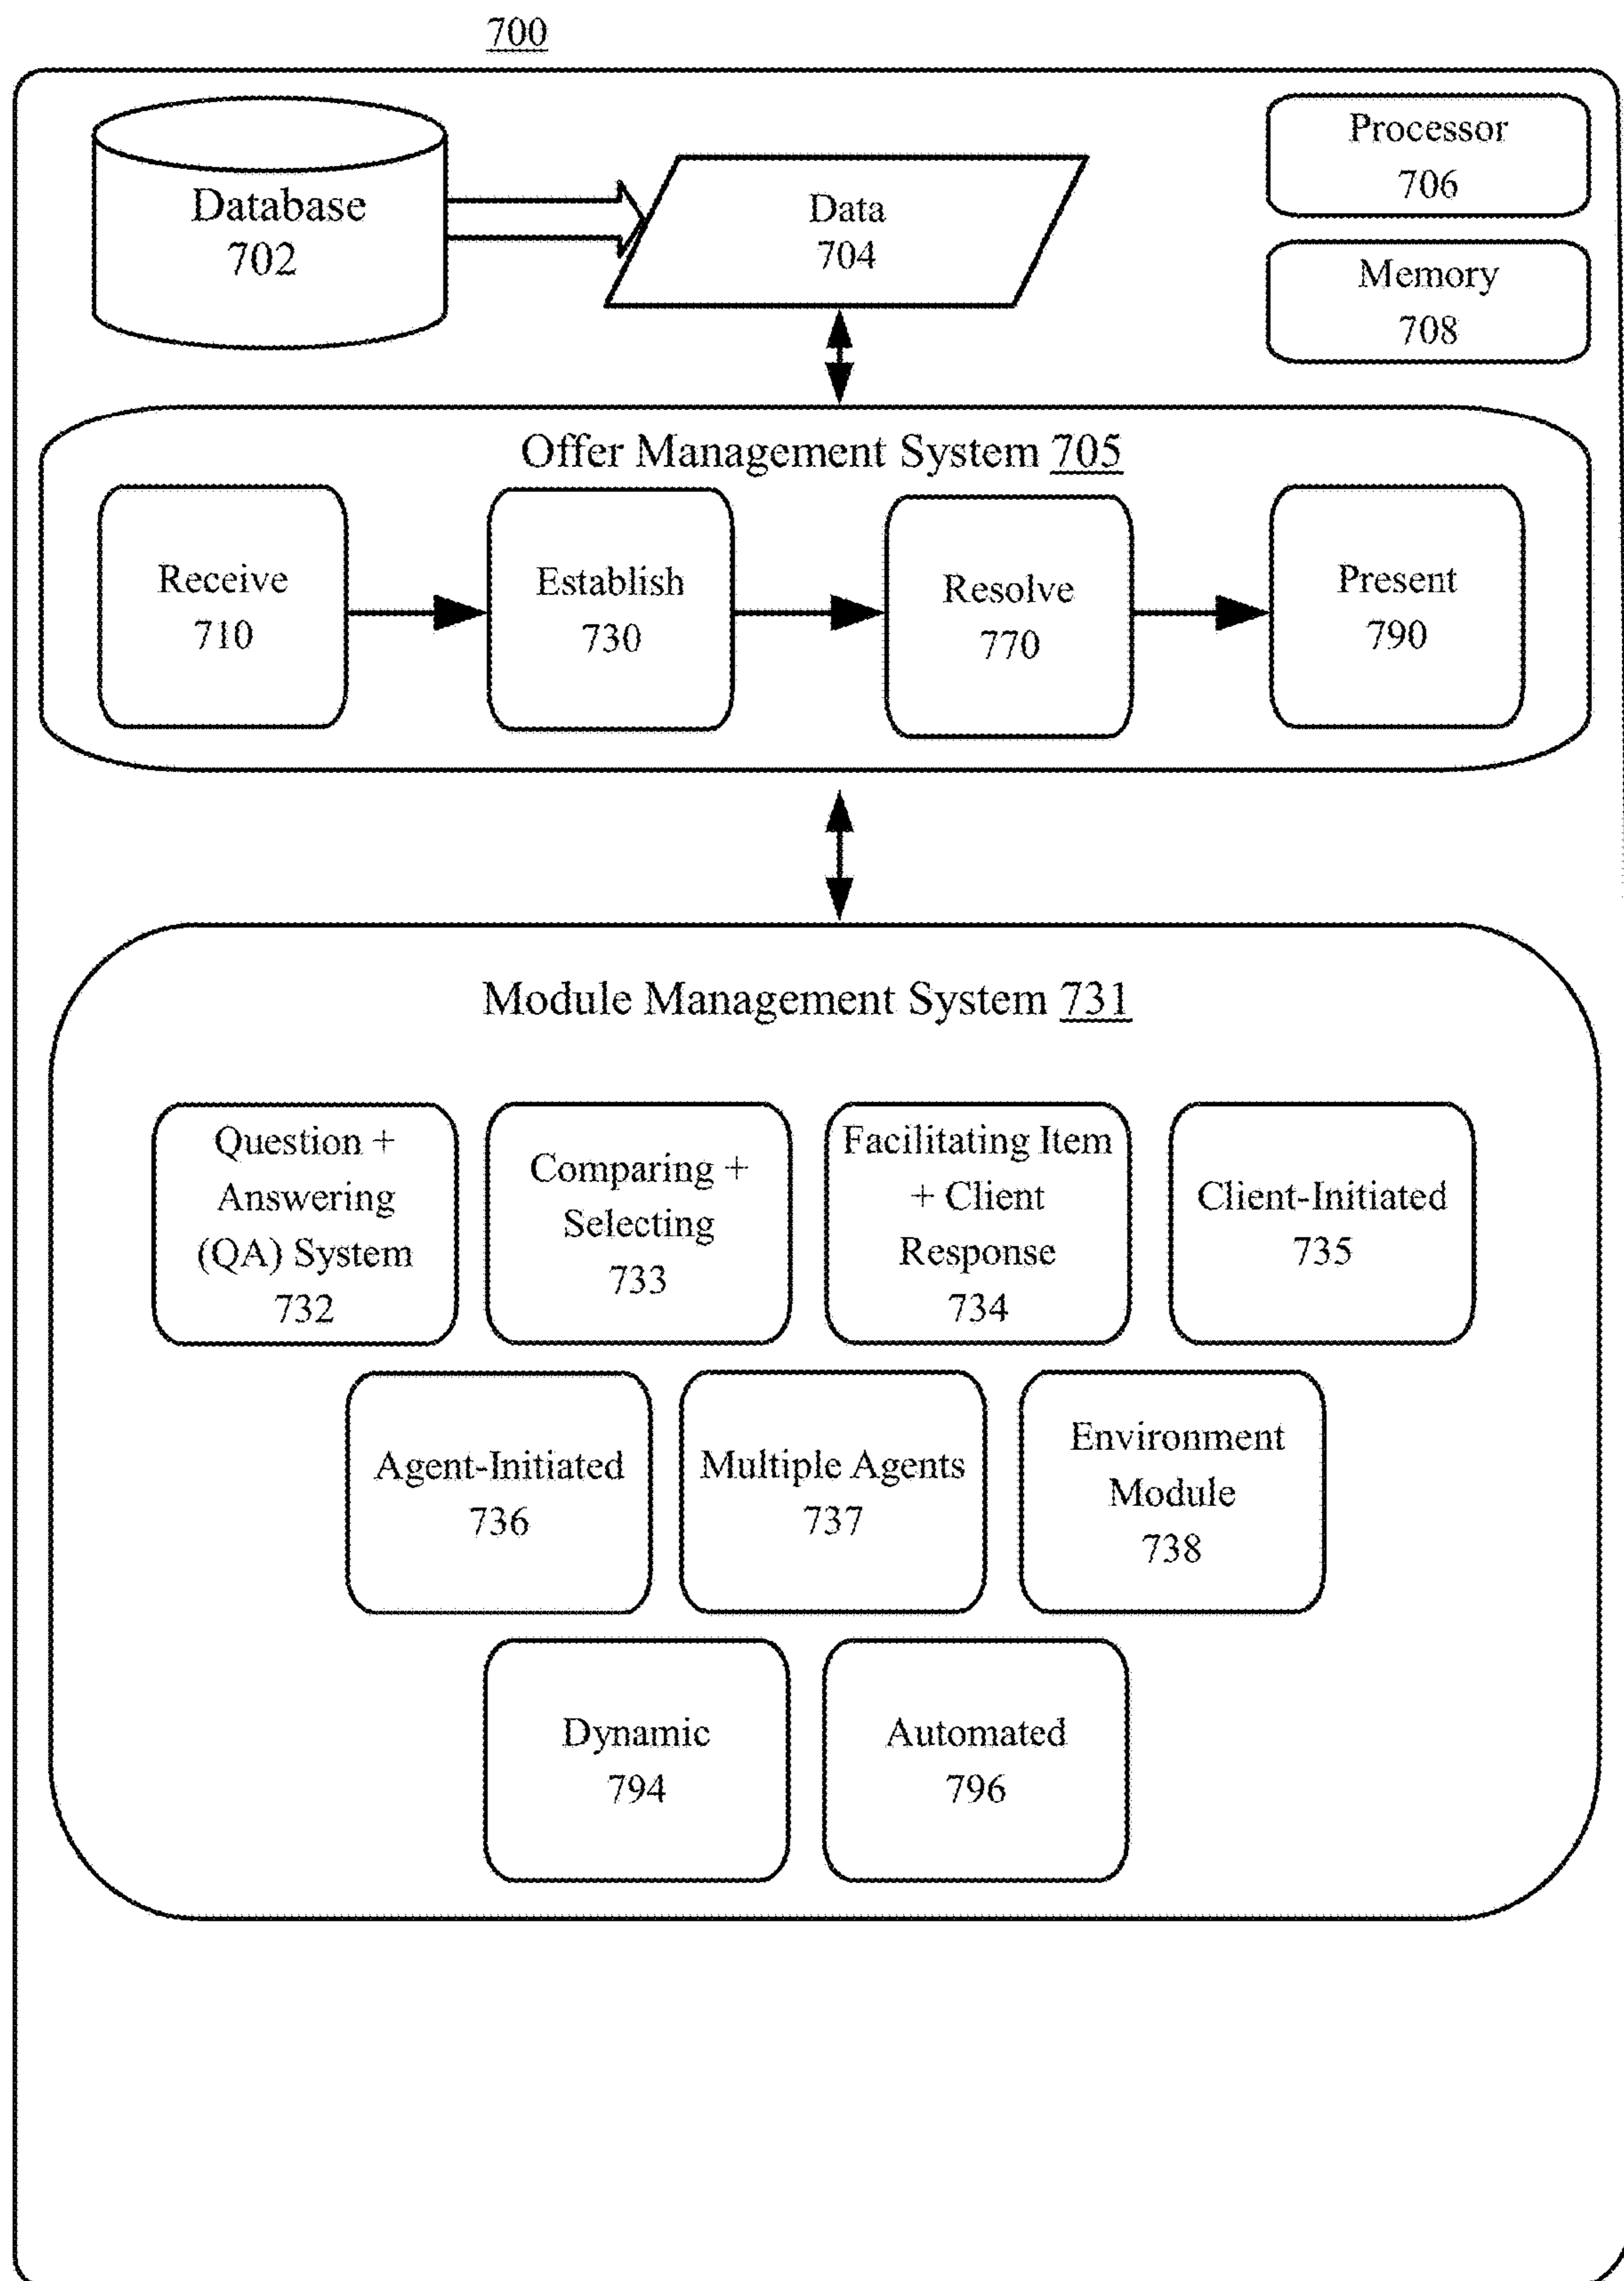 700
Database
702
Data
704
Processor
706
Memory
708
Offer Management System 705
Receive
710
Establish
730
Resolve
770
Present
790
Module Management System 731
Question +
Answering
(QA) System
732
Comparing +
Selecting
733
Facilitating Item
+ Client
Response
734
Client-Initiated
735
Agent-Initiated
736
Multiple Agents
737
Environment
Module
738
Dynamic
794
Automated
796